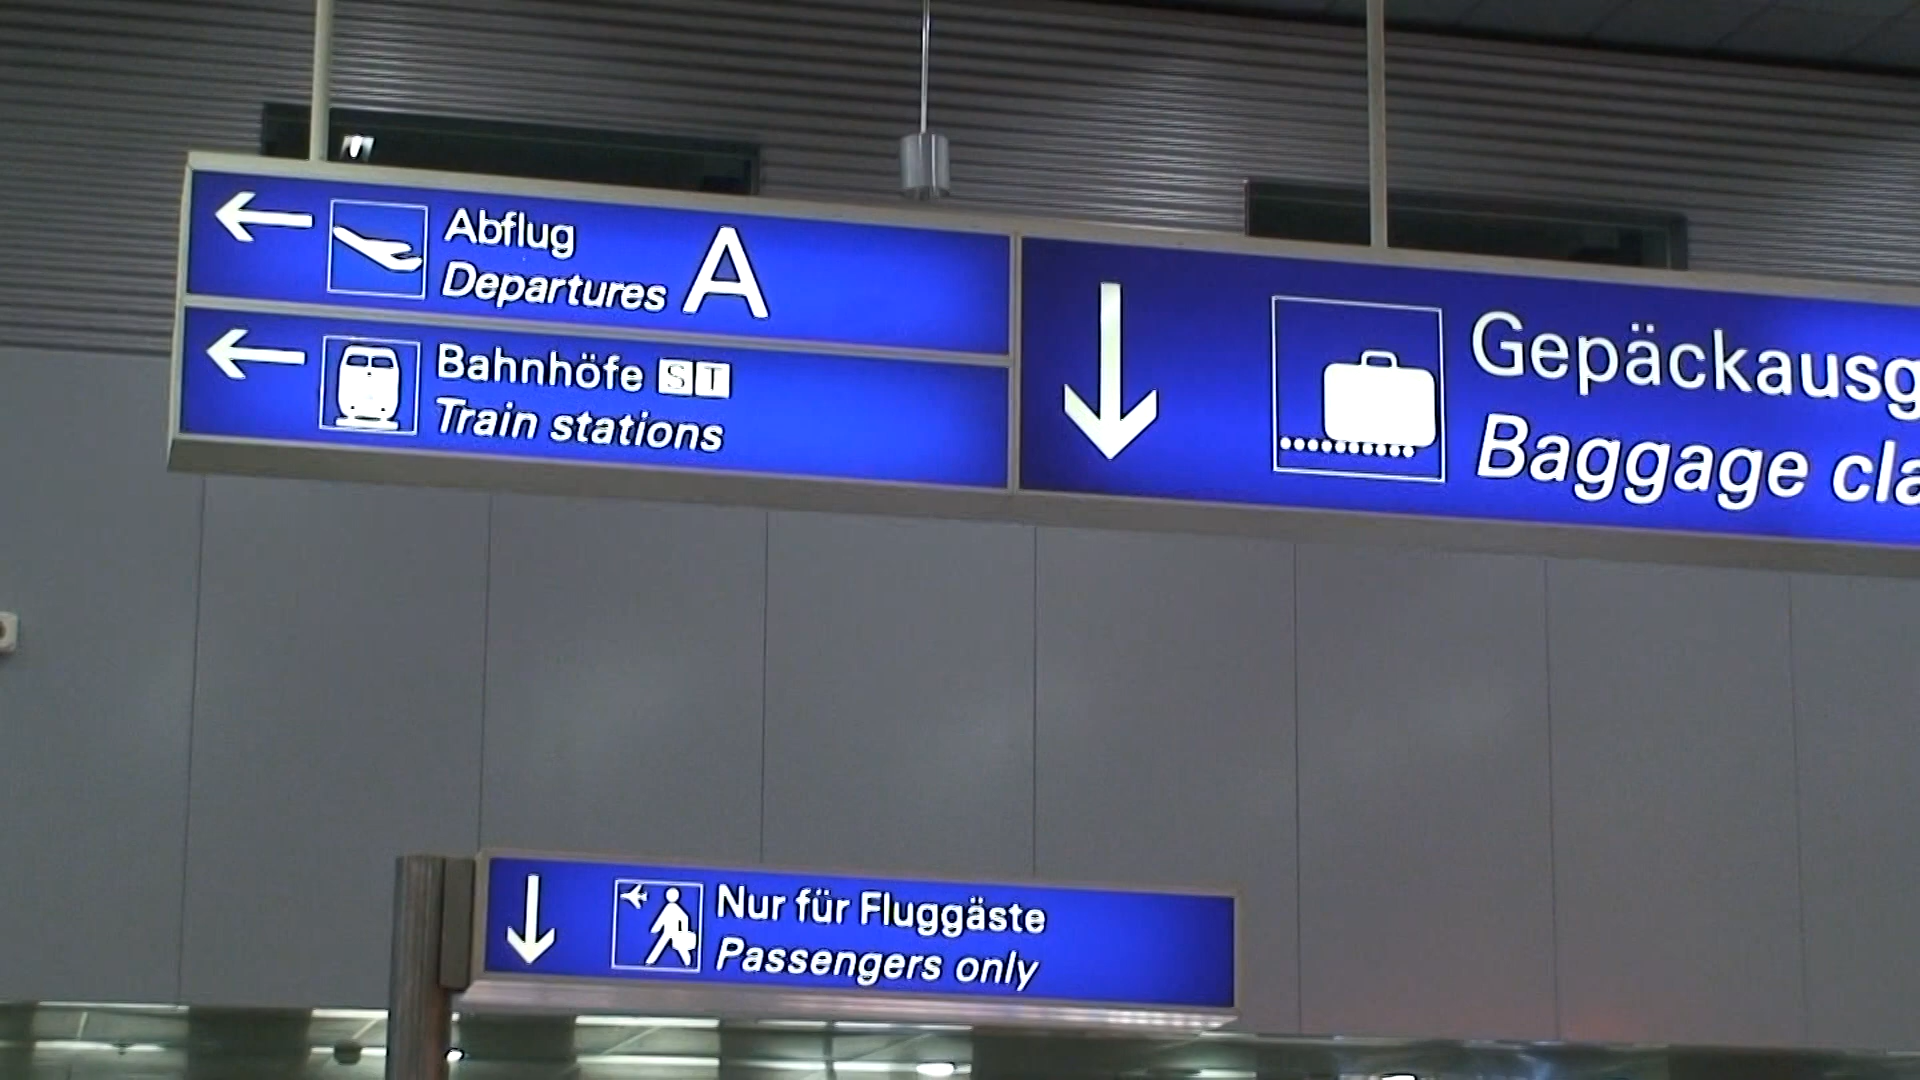 Abflug
Departures A
Bahnhöfe S T
Train stations
Gepäckausg
Baggage cla
Nur für Fluggäste
Passengers only